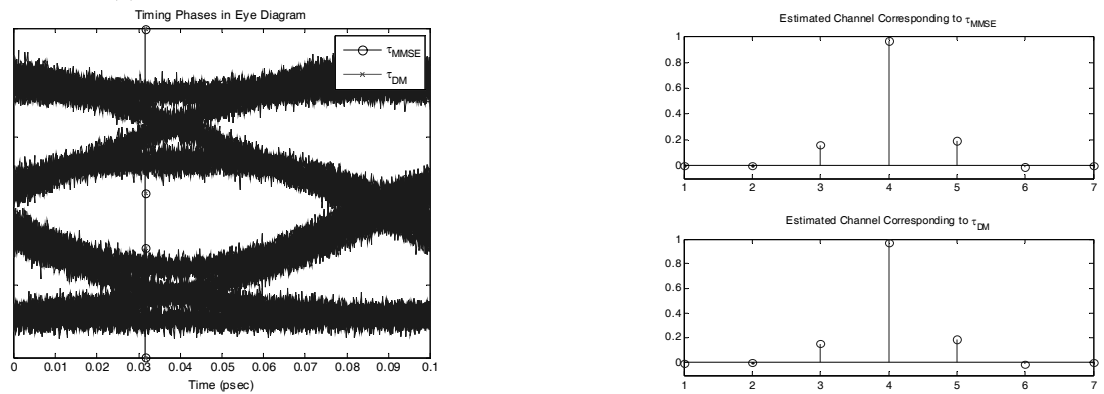 Timing Phases in Eye Diagram
τMMSE
τDM
0 0.01 0.02 0.03 0.04 0.05 0.06 0.07 0.08 0.09 0.1
Time (psec)
Estimated Channel Corresponding to τMMSE
1
0.8
0.6
0.4
0.2
0
1 2 3 4 5 6 7
Estimated Channel Corresponding to τDM
1
0.8
0.6
0.4
0.2
0
1 2 3 4 5 6 7